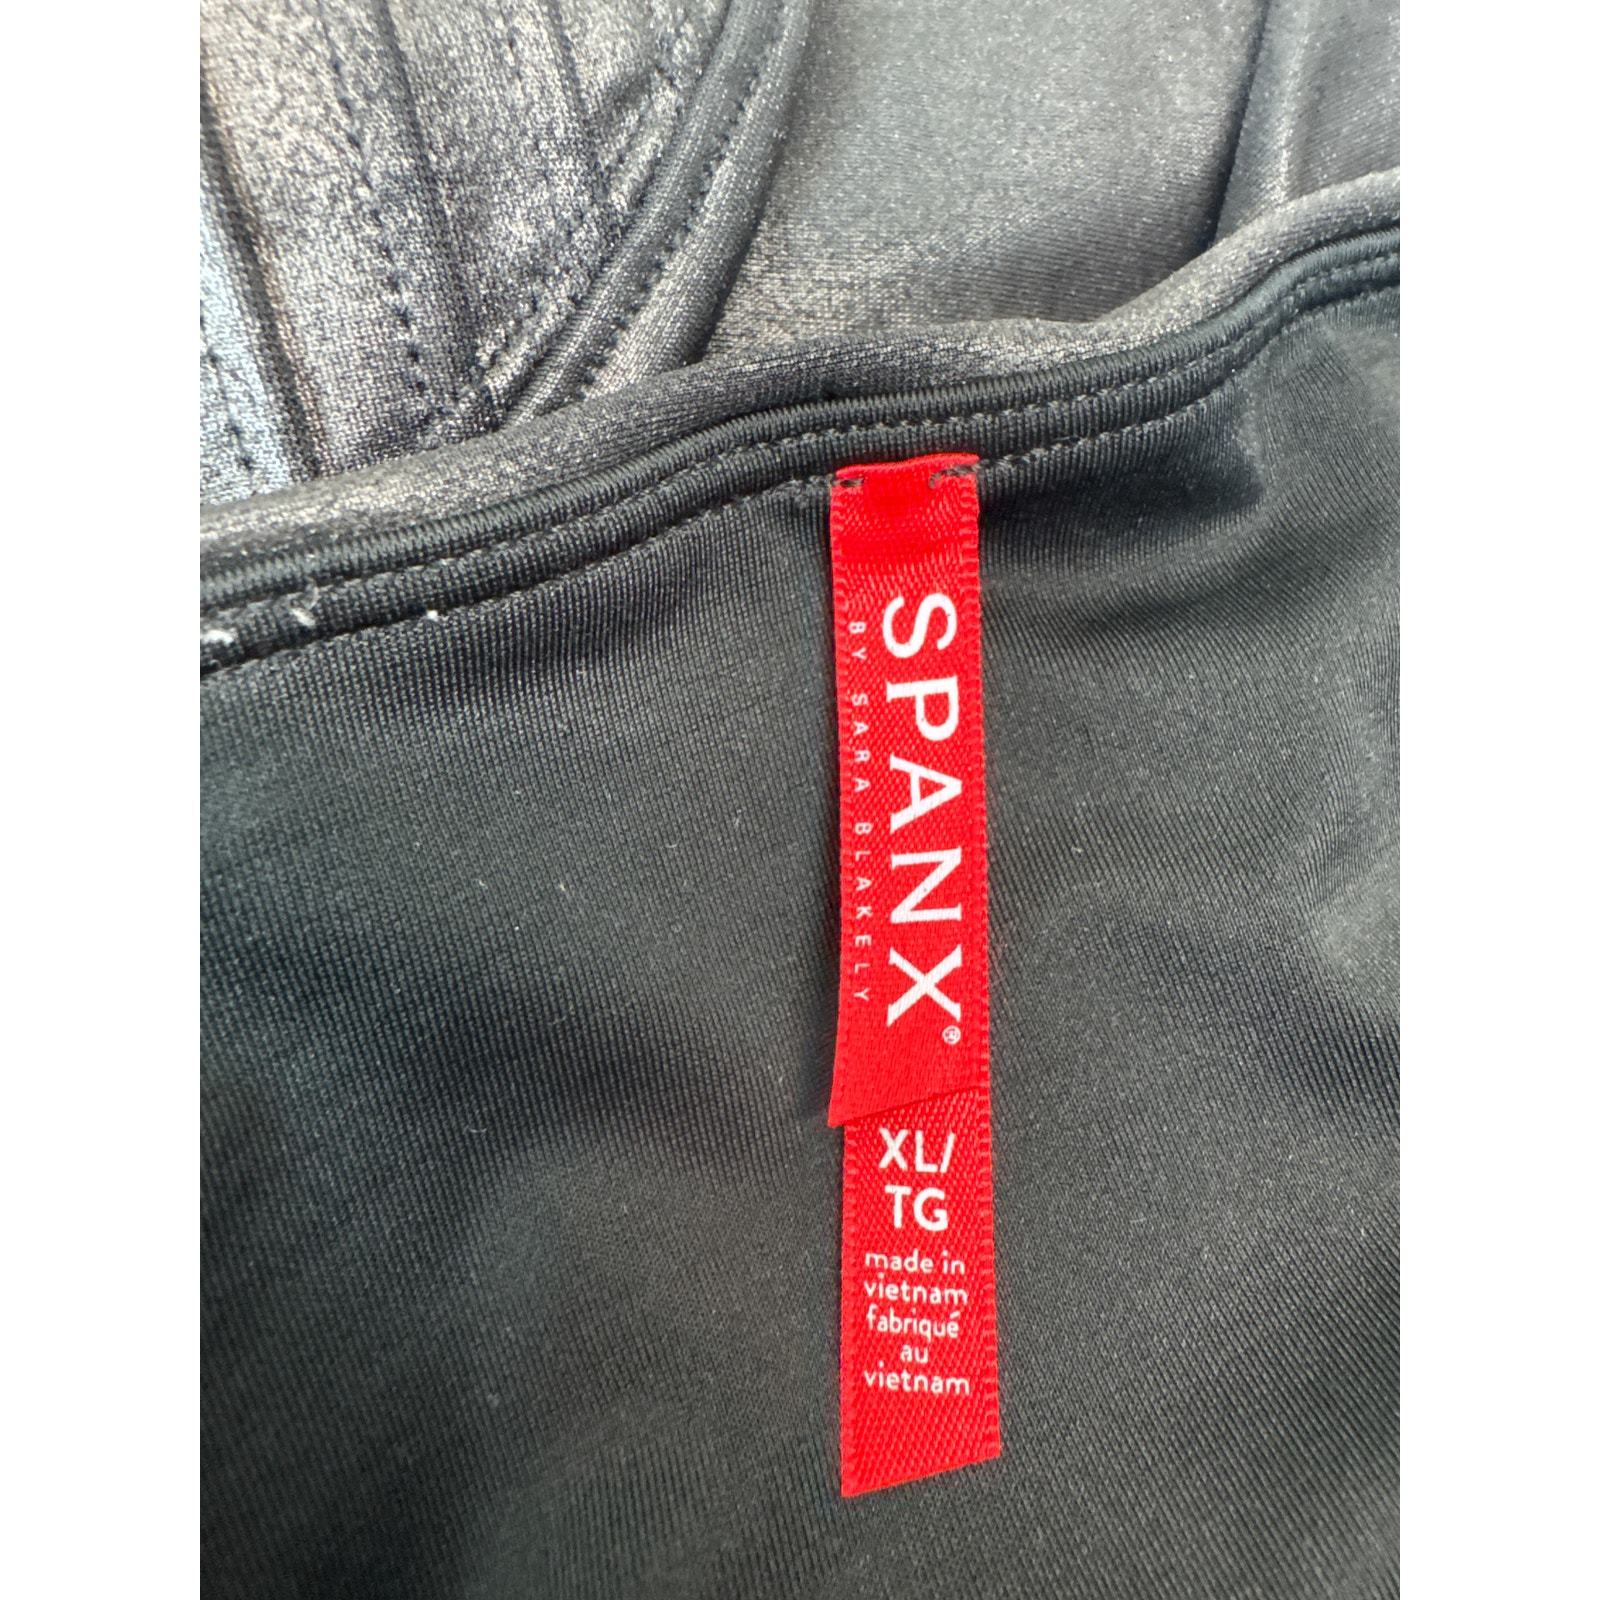 SPANX®
BY SARA BLAKELY
XL/
TG
made in
vietnam
fabriqué
au
vietnam